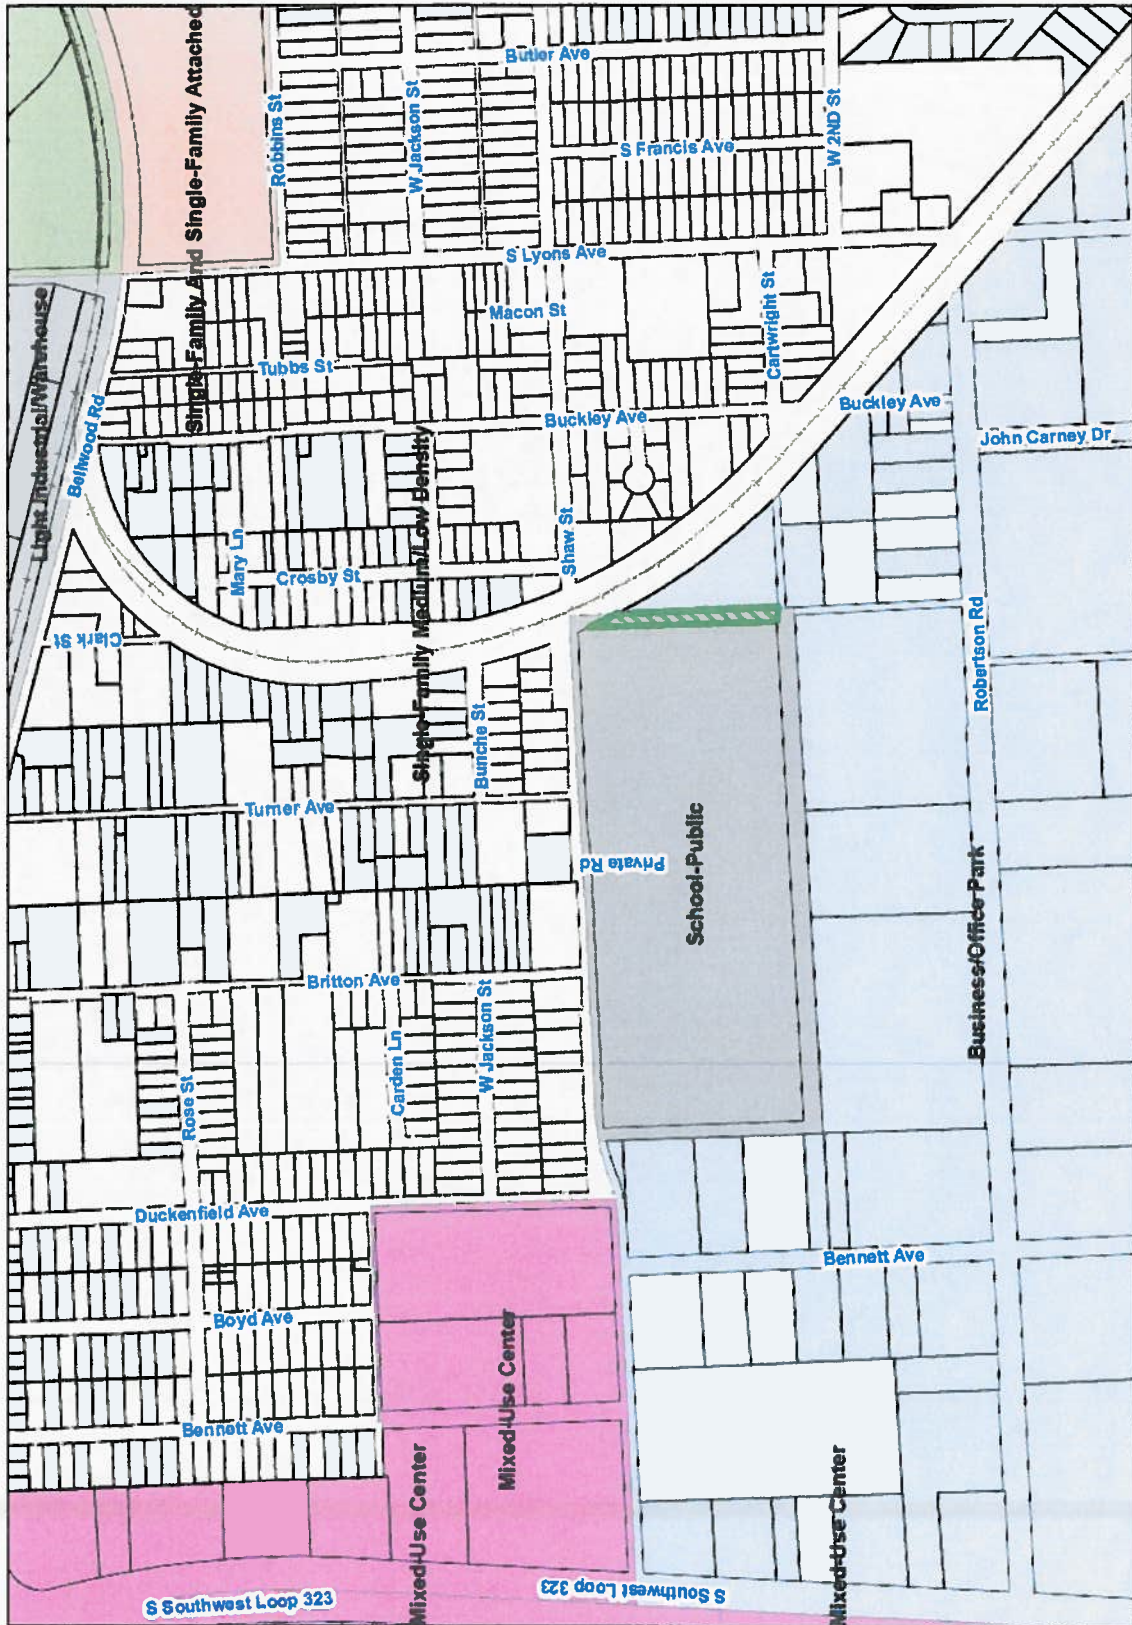 Butler Ave
Robbins St
W Jackson St
W 2ND St
S Francis Ave
Single-Family And Single-Family Attached
S Lyons Ave
Macon St
Cartwright St
Light Industrial/Warehouse
Tubbs St
Bellwood Rd
Buckley Ave
Buckley Ave
John Carney Dr
Single-Family Medium/Low Density
Mary Ln
Crosby St
Shaw St
Clark St
Robertson Rd
Bunche St
Turner Ave
Private Rd
School-Public
Business/Office Park
Britton Ave
W Jackson St
Carden Ln
Rose St
Duckenfield Ave
Bennett Ave
Boyd Ave
Mixed-Use Center
Bennett Ave
Mixed-Use Center
Mixed-Use Center
S Southwest Loop 323
S Southwest Loop 323